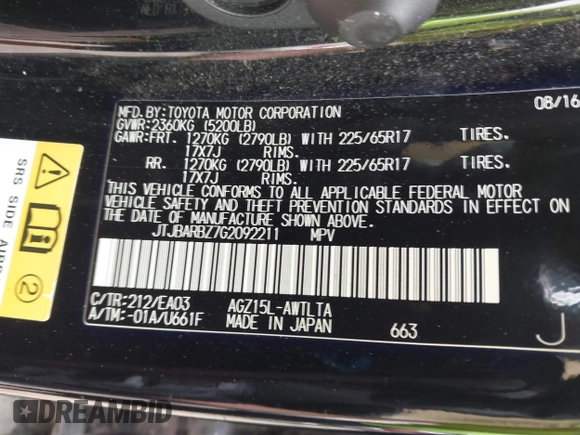 08/16
MFD.BY:TOYOTA MOTOR CORPORATION
GVWR:2360KG (5200LB)
GAWR:FRT. 1270KG (2790LB) WITH 225/65R17 TIRES.
17X7J RIMS.
RR. 1270KG (2790LB) WITH 225/65R17 TIRES.
17X7J RIMS.
THIS VEHICLE CONFORMS TO ALL APPLICABLE FEDERAL MOTOR
VEHICLE SAFETY AND THEFT PREVENTION STANDARDS IN EFFECT ON
THE DATE OF MANUFACTURE SHOWN ABOVE.
JTJBARBZ7G2092211 MPV
C/TR:212/EA03 AGZ15L-AWTLTA
A/TM:-01A/U661F MADE IN JAPAN 663 J
SRS SIDE
2
DREAMBID